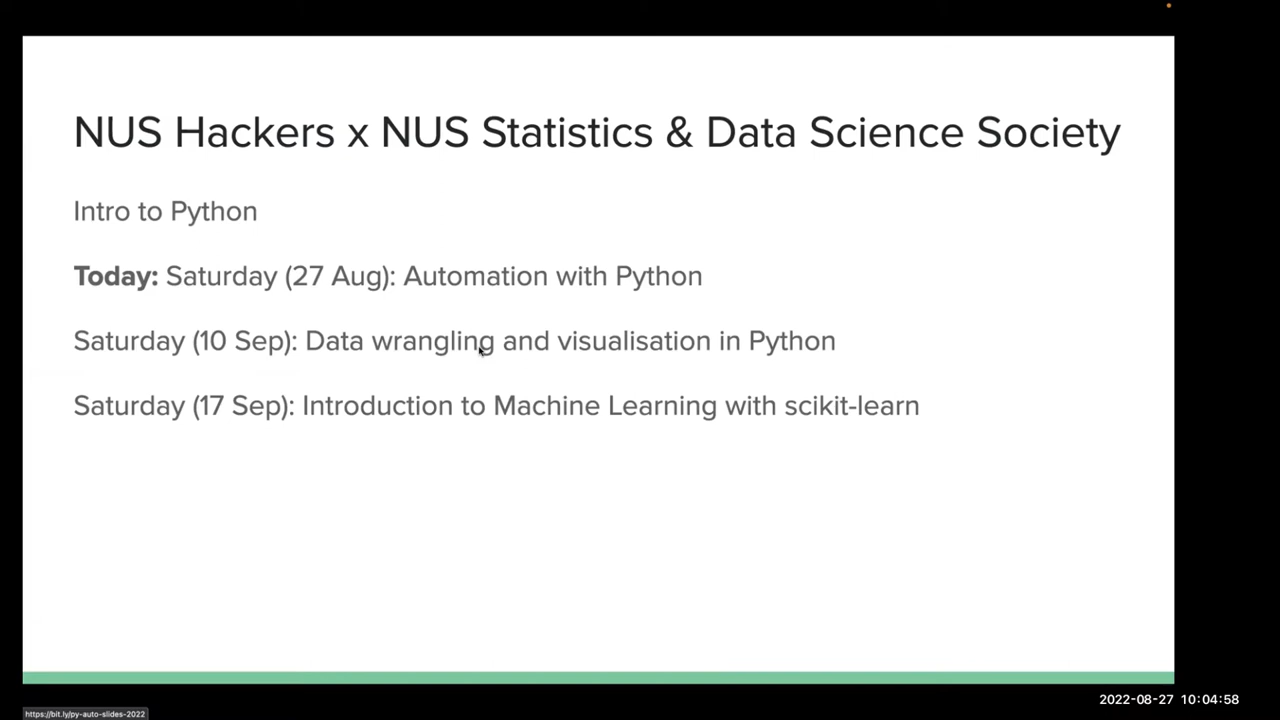 NUS Hackers x NUS Statistics & Data Science Society
Intro to Python
Today: Saturday (27 Aug): Automation with Python
Saturday (10 Sep): Data wrangling and visualisation in Python
Saturday (17 Sep): Introduction to Machine Learning with scikit-learn
2022-08-27 10:04:58
https://bit.ly/py-auto-slides-2022